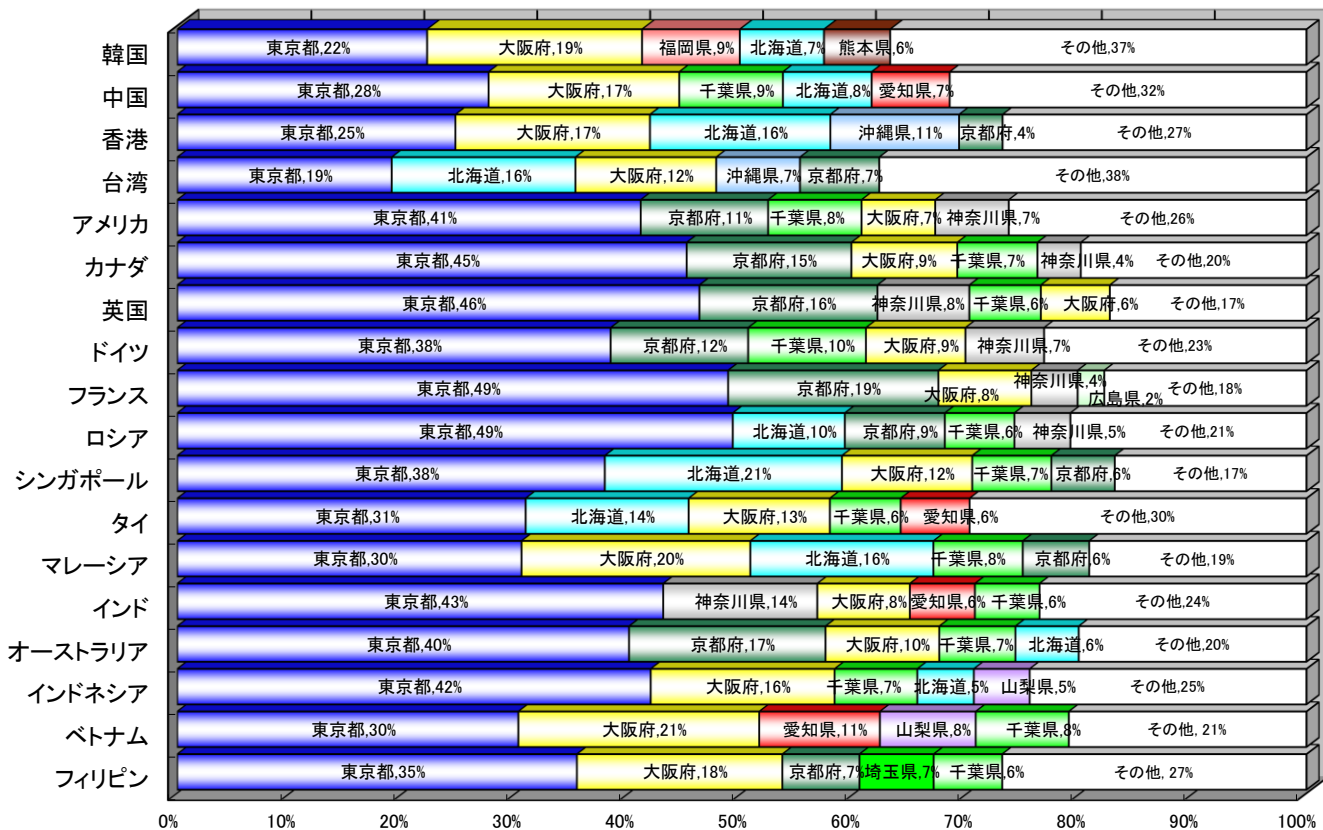 韓国 東京都,22% 大阪府,19% 福岡県,9% 北海道,7% 熊本県,6% その他,37%
中国 東京都,28% 大阪府,17% 千葉県,9% 北海道,8% 愛知県,7% その他,32%
香港 東京都,25% 大阪府,17% 北海道,16% 沖縄県,11% 京都府,4% その他,27%
台湾 東京都,19% 北海道,16% 大阪府,12% 沖縄県,7% 京都府,7% その他,38%
アメリカ 東京都,41% 京都府,11% 千葉県,8% 大阪府,7% 神奈川県,7% その他,26%
カナダ 東京都,45% 京都府,15% 大阪府,9% 千葉県,7% 神奈川県,4% その他,20%
英国 東京都,46% 京都府,16% 神奈川県,8% 千葉県,6% 大阪府,6% その他,17%
ドイツ 東京都,38% 京都府,12% 千葉県,10% 大阪府,9% 神奈川県,7% その他,23%
フランス 東京都,49% 京都府,19% 大阪府,8% 神奈川県,4% 広島県,2% その他,18%
ロシア 東京都,49% 北海道,10% 京都府,9% 千葉県,6% 神奈川県,5% その他,21%
シンガポール 東京都,38% 北海道,21% 大阪府,12% 千葉県,7% 京都府,6% その他,17%
タイ 東京都,31% 北海道,14% 大阪府,13% 千葉県,6% 愛知県,6% その他,30%
マレーシア 東京都,30% 大阪府,20% 北海道,16% 千葉県,8% 京都府,6% その他,19%
インド 東京都,43% 神奈川県,14% 大阪府,8% 愛知県,6% 千葉県,6% その他,24%
オーストラリア 東京都,40% 京都府,17% 大阪府,10% 千葉県,7% 北海道,6% その他,20%
インドネシア 東京都,42% 大阪府,16% 千葉県,7% 北海道,5% 山梨県,5% その他,25%
ベトナム 東京都,30% 大阪府,21% 愛知県,11% 山梨県,8% 千葉県,8% その他, 21%
フィリピン 東京都,35% 大阪府,18% 京都府,7% 埼玉県,7% 千葉県,6% その他, 27%
0% 10% 20% 30% 40% 50% 60% 70% 80% 90% 100%